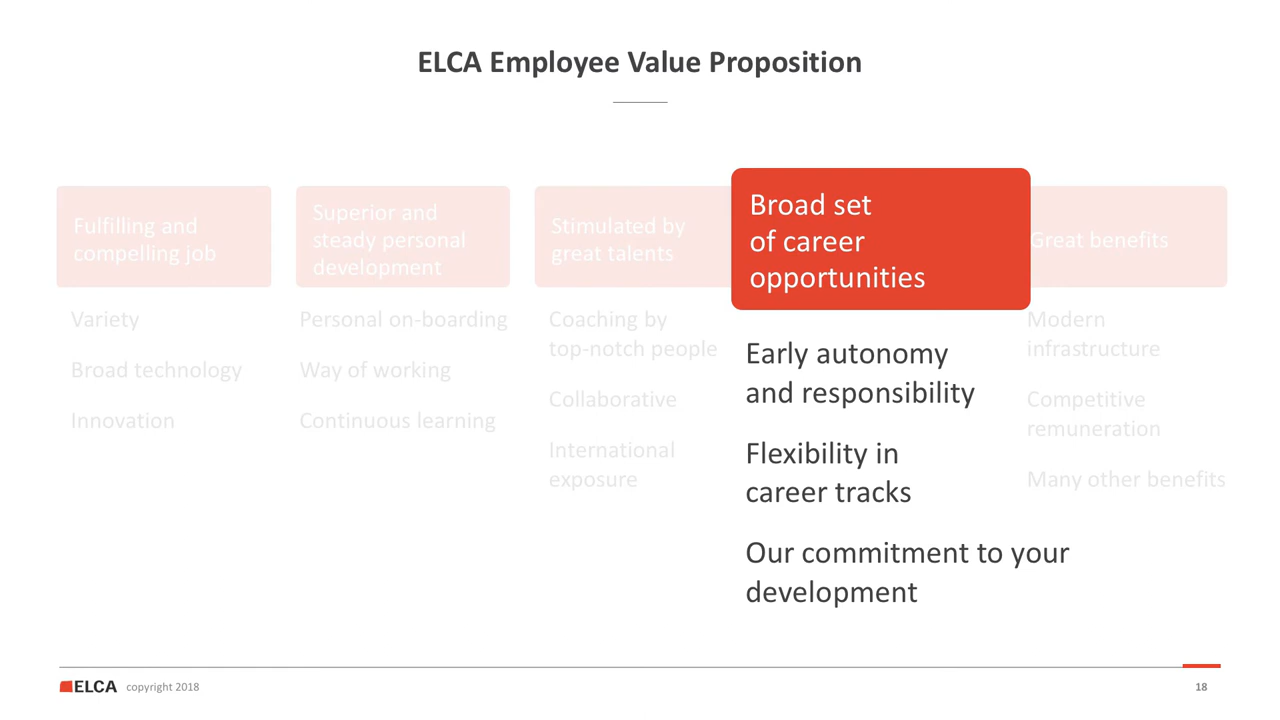 ELCA Employee Value Proposition
Fulfilling and
compelling job
Variety
Broad technology
Innovation
Superior and
steady personal
development
Personal on-boarding
Way of working
Continuous learning
Stimulated by
great talents
Coaching by
top-notch people
Collaborative
International
exposure
Broad set
of career
opportunities
Early autonomy
and responsibility
Flexibility in
career tracks
Our commitment to your
development
Great benefits
Modern
infrastructure
Competitive
remuneration
Many other benefits
ELCA copyright 2018
18